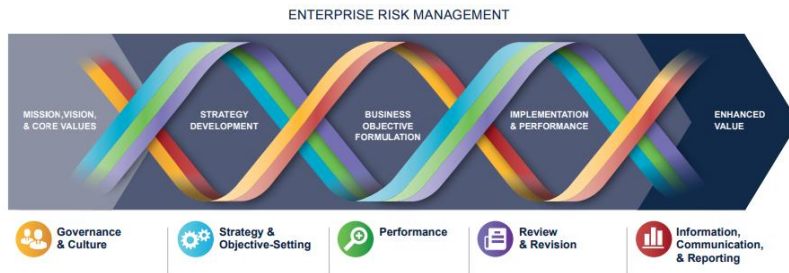 ENTERPRISE RISK MANAGEMENT
MISSION, VISION,
& CORE VALUES
STRATEGY
DEVELOPMENT
BUSINESS
OBJECTIVE
FORMULATION
IMPLEMENTATION
& PERFORMANCE
ENHANCED
VALUE
Governance
& Culture
Strategy &
Objective-Setting
Performance
Review
& Revision
Information,
Communication,
& Reporting